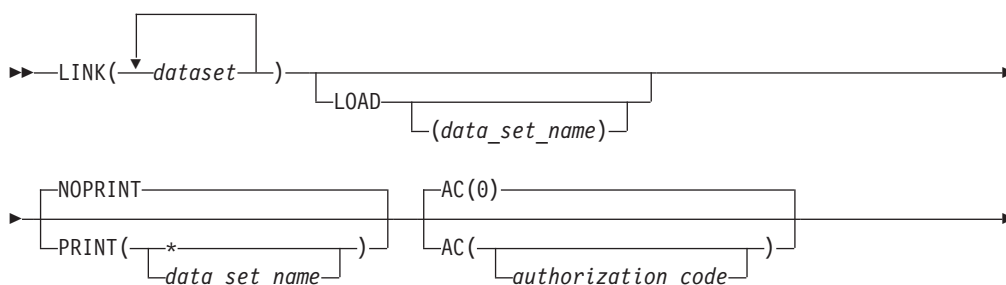 LINK( dataset )
LOAD
(data_set_name)
NOPRINT
AC(0)
PRINT( * )
AC( )
data set name
authorization code